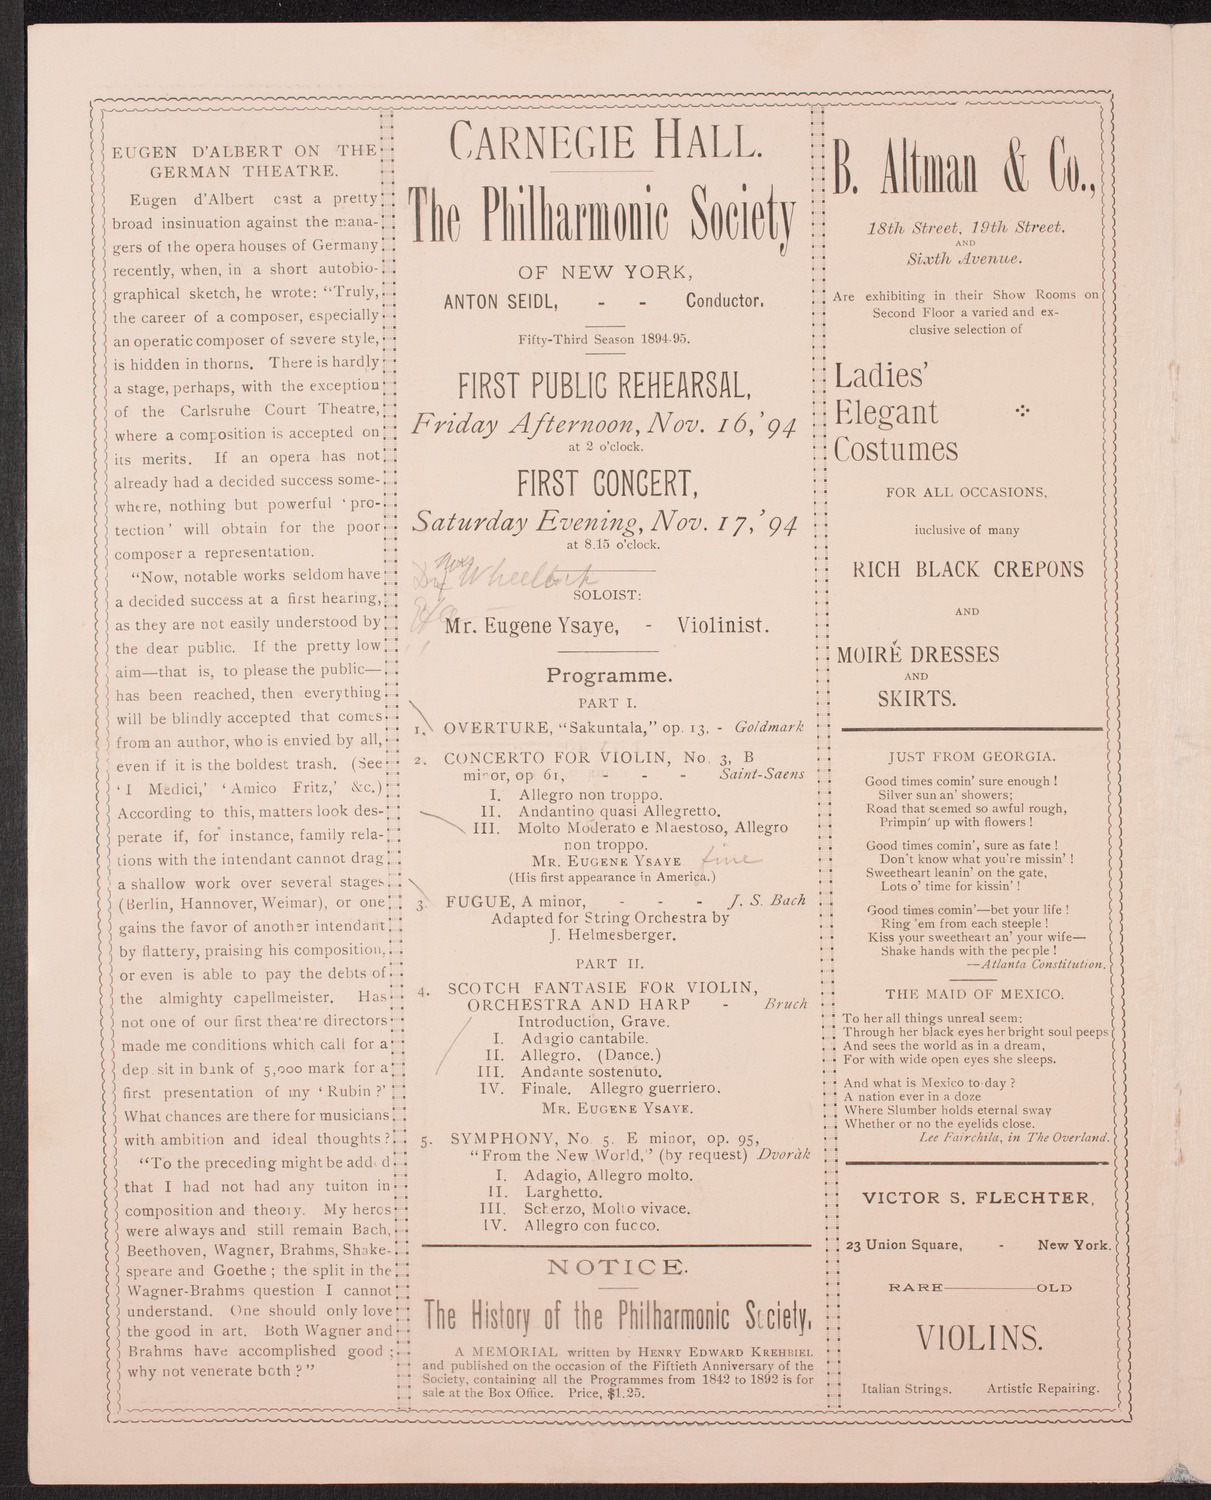 EUGEN D'ALBERT ON THE
GERMAN THEATRE.
Eugen d'Albert cast a pretty
broad insinuation against the mana-
gers of the opera houses of Germany
recently, when, in a short autobio-
graphical sketch, he wrote: "Truly,
the career of a composer, especially
an operatic composer of severe style,
is hidden in thorns. There is hardly
a stage, perhaps, with the exception
of the Carlsruhe Court Theatre,
where a composition is accepted on
its merits. If an opera has not
already had a decided success some-
where, nothing but powerful 'pro-
tection' will obtain for the poor
composer a representation.
"Now, notable works seldom have
a decided success at a first hearing,
as they are not easily understood by
the dear public. If the pretty low
aim—that is, to please the public—
has been reached, then everything
will be blindly accepted that comes
from an author, who is envied by all,
even if it is the boldest trash. (See
'I Medici,' 'Amico Fritz,' &c.)
According to this, matters look des-
perate if, for instance, family rela-
tions with the intendant cannot drag
a shallow work over several stages
(Berlin, Hannover, Weimar), or one
gains the favor of another intendant
by flattery, praising his composition,
or even is able to pay the debts of
the almighty capellmeister. Has
not one of our first theatre directors
made me conditions which call for a
dep sit in bank of 5,000 mark for a
first presentation of my 'Rubin?'
What chances are there for musicians
with ambition and ideal thoughts?
"To the preceding might be add d
that I had not had any tuiton in
composition and theory. My heros
were always and still remain Bach,
Beethoven, Wagner, Brahms, Shake-
speare and Goethe; the split in the
Wagner-Brahms question I cannot
understand. One should only love
the good in art. Both Wagner and
Brahms have accomplished good;
why not venerate both?"
CARNEGIE HALL.
The Philharmonic Society
OF NEW YORK,
ANTON SEIDL, - - Conductor.
Fifty-Third Season 1894-95.
FIRST PUBLIC REHEARSAL,
Friday Afternoon, Nov. 16, '94
at 2 o'clock.
FIRST CONCERT,
Saturday Evening, Nov. 17, '94
at 8.15 o'clock.
SOLOIST:
Mr. Eugene Ysaye, - Violinist.
Programme.
PART I.
1. OVERTURE, "Sakuntala," op. 13, - Goldmark
2. CONCERTO FOR VIOLIN, No. 3, B
minor, op 61, - - - Saint-Saens
I. Allegro non troppo.
II. Andantino quasi Allegretto.
III. Molto Moderato e Maestoso, Allegro
non troppo.
MR. EUGENE YSAYE fine
(His first appearance in America.)
3. FUGUE, A minor, - - - J. S. Bach
Adapted for String Orchestra by
J. Helmesberger.
PART II.
4. SCOTCH FANTASIE FOR VIOLIN,
ORCHESTRA AND HARP - Bruch
Introduction, Grave.
I. Adagio cantabile.
II. Allegro. (Dance.)
III. Andante sostenuto.
IV. Finale. Allegro guerriero.
MR. EUGENE YSAYE.
5. SYMPHONY, No. 5. E minor, op. 95,
"From the New World," (by request) Dvoràk
I. Adagio, Allegro molto.
II. Larghetto.
III. Scherzo, Molto vivace.
IV. Allegro con fucco.
NOTICE.
The History of the Philharmonic Society,
A MEMORIAL written by HENRY EDWARD KREHBIEL
and published on the occasion of the Fiftieth Anniversary of the
Society, containing all the Programmes from 1842 to 1892 is for
sale at the Box Office. Price, $1.25.
B. Altman & Co.,
18th Street, 19th Street,
AND
Sixth Avenue.
Are exhibiting in their Show Rooms on
Second Floor a varied and ex-
clusive selection of
Ladies'
Elegant
Costumes
FOR ALL OCCASIONS,
iuclusive of many
RICH BLACK CREPONS
AND
MOIRÉ DRESSES
AND
SKIRTS.
JUST FROM GEORGIA.
Good times comin' sure enough!
Silver sun an' showers;
Road that seemed so awful rough,
Primpin' up with flowers!
Good times comin', sure as fate!
Don't know what you're missin'!
Sweetheart leanin' on the gate,
Lots o' time for kissin'!
Good times comin'—bet your life!
Ring 'em from each steeple!
Kiss your sweetheart an' your wife—
Shake hands with the people!
—Atlanta Constitution.
THE MAID OF MEXICO.
To her all things unreal seem;
Through her black eyes her bright soul peeps
And sees the world as in a dream,
For with wide open eyes she sleeps.
And what is Mexico to-day?
A nation ever in a doze
Where Slumber holds eternal sway
Whether or no the eyelids close.
Lee Fairchild, in The Overland.
VICTOR S. FLECHTER,
23 Union Square, - New York.
RARE——OLD
VIOLINS.
Italian Strings. Artistic Repairing.